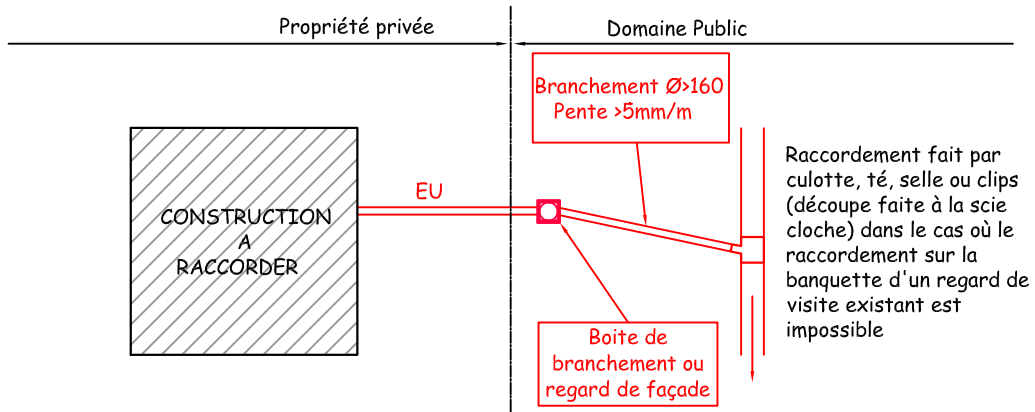 Propriété privée
Domaine Public
Branchement Ø>160
Pente >5mm/m
EU
CONSTRUCTION
A
RACCORDER
Raccordement fait par
culotte, té, selle ou clips
(découpe faite à la scie
cloche) dans le cas où le
raccordement sur la
banquette d'un regard de
visite existant est
impossible
Boite de
branchement ou
regard de façade